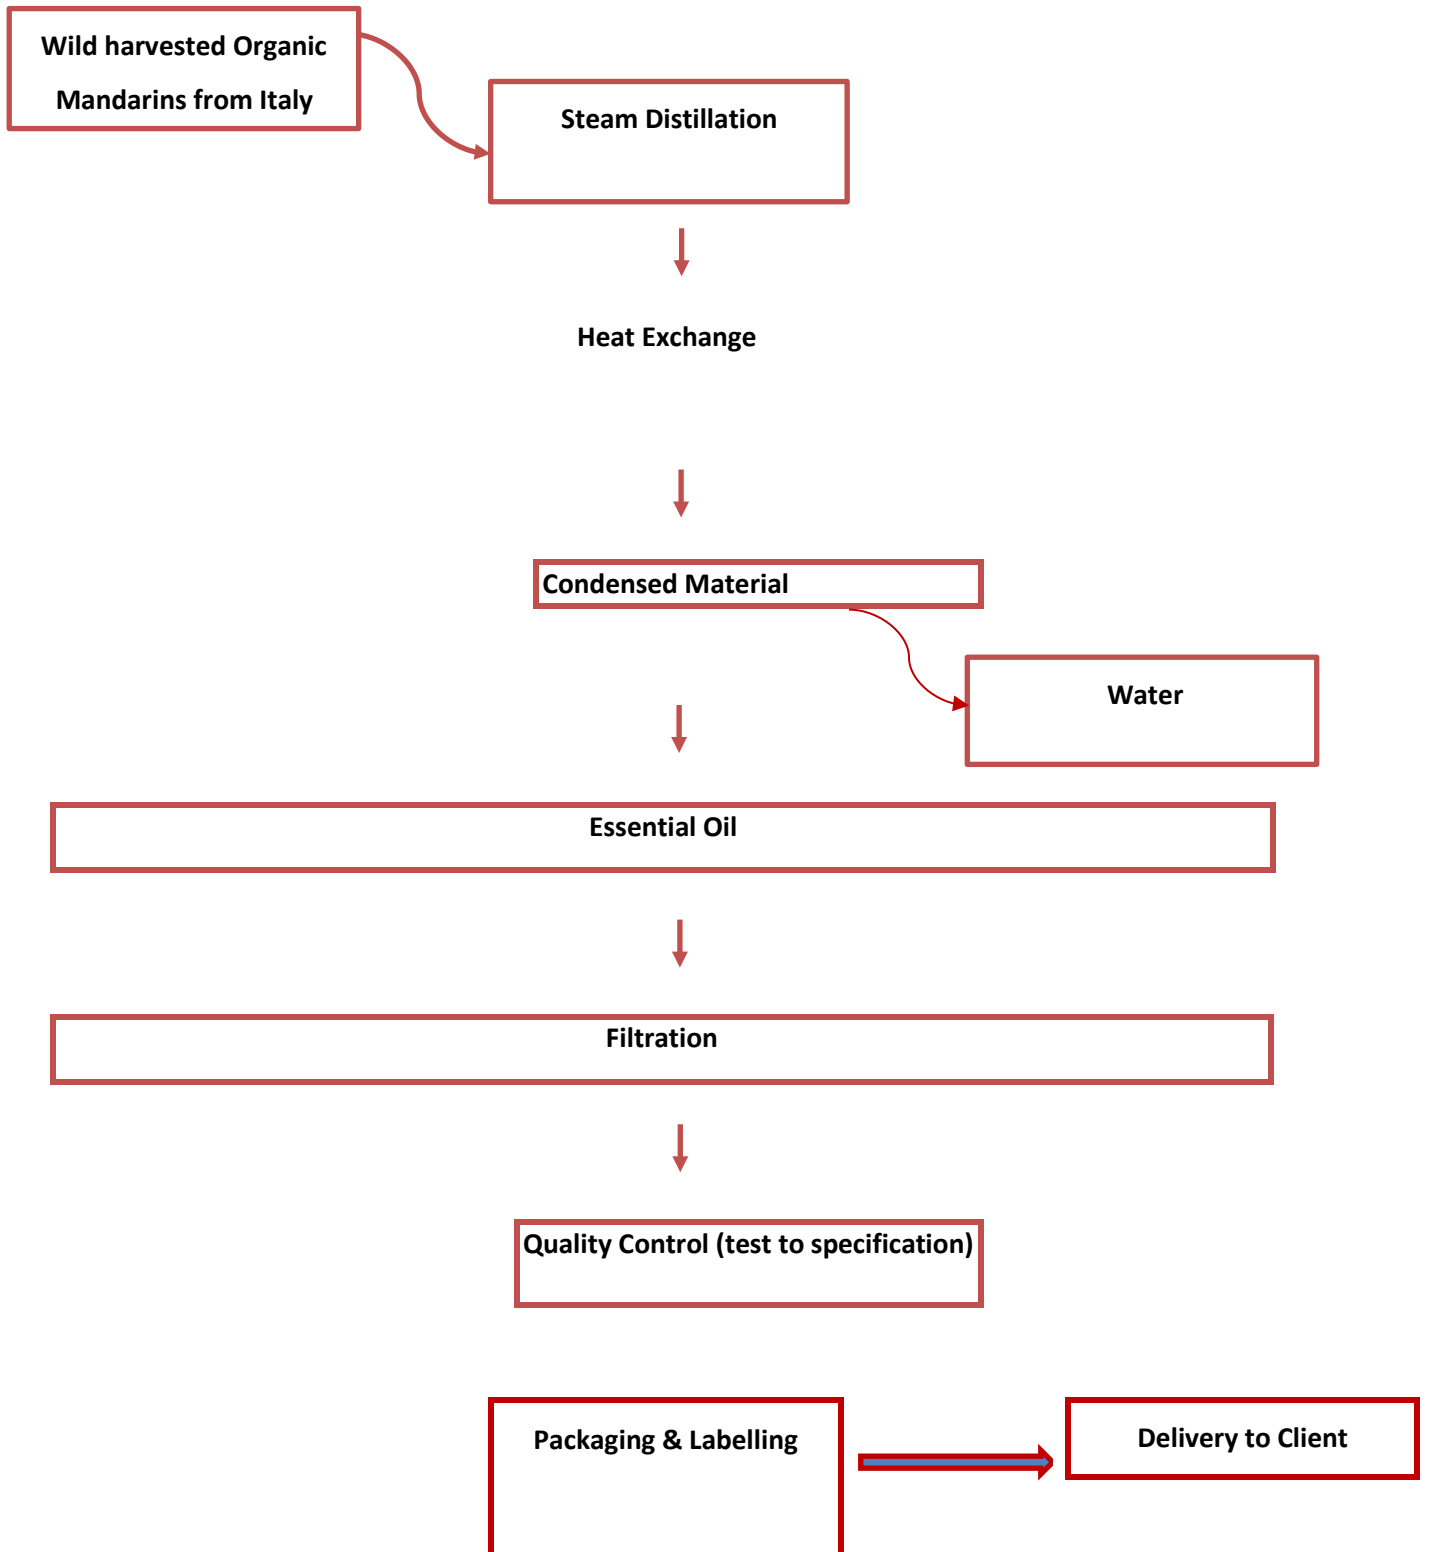 Wild harvested Organic
Mandarins from Italy
Steam Distillation
Heat Exchange
Condensed Material
Water
Essential Oil
Filtration
Quality Control (test to specification)
Packaging & Labelling
Delivery to Client